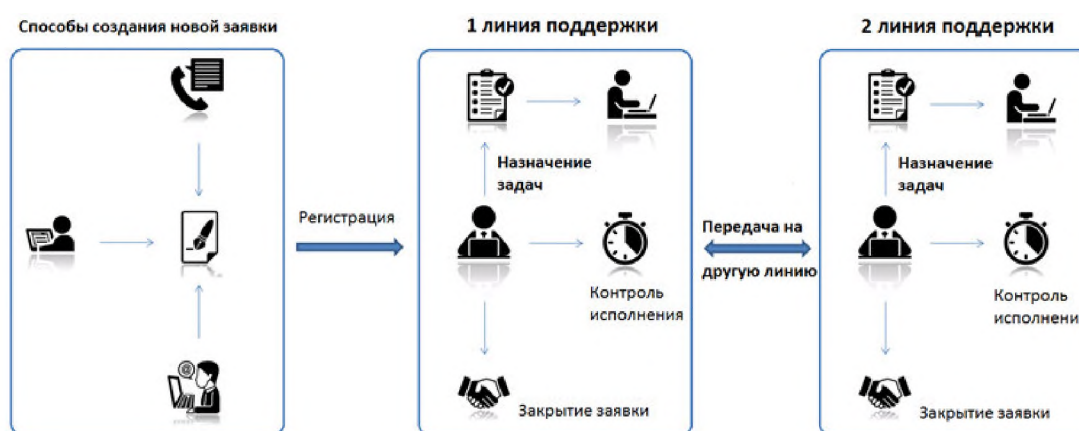 Способы создания новой заявки
1 линия поддержки
2 линия поддержки
Регистрация
Назначение
задач
Контроль
исполнения
Закрытие заявки
Передача на
другую линию
Назначение
задач
Контроль
исполнени
Закрытие заявки